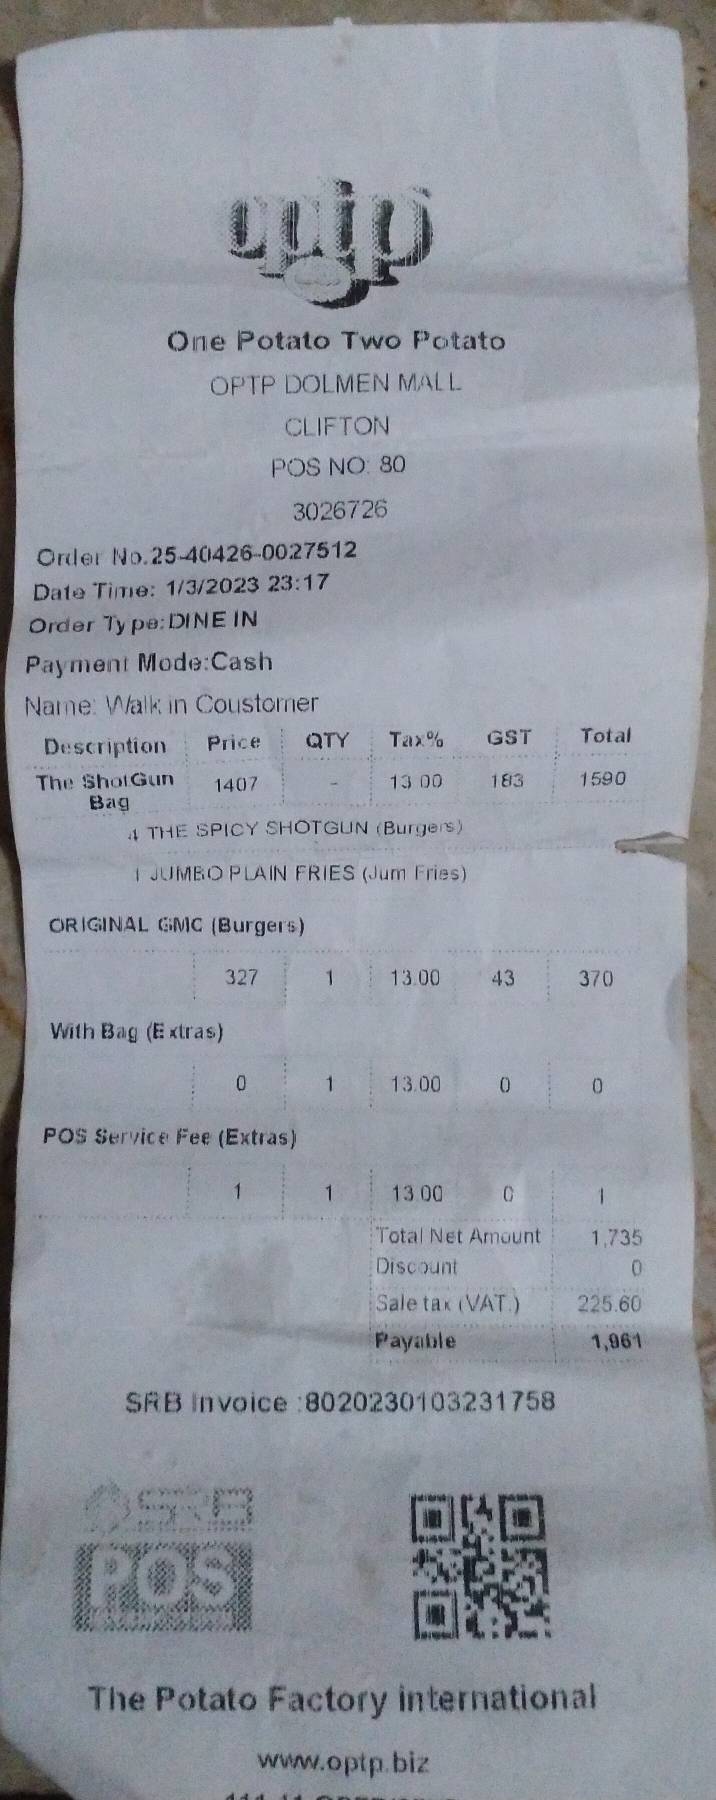 optp
One Potato Two Potato
OPTP DOLMEN MALL
CLIFTON
POS NO: 80
3026726
Order No.25-40426-0027512
Date Time: 1/3/2023 23:17
Order Type:DINE IN
Payment Mode:Cash
Name: Walk in Coustomer
Description Price QTY Tax% GST Total
The ShotGun Bag 1407 - 13.00 183 1590
4 THE SPICY SHOTGUN (Burgers)
1 JUMBO PLAIN FRIES (Jum Fries)
ORIGINAL GMC (Burgers)
327 1 13.00 43 370
With Bag (Extras)
0 1 13.00 0 0
POS Service Fee (Extras)
1 1 13.00 0 1
Total Net Amount 1,735
Discount 0
Sale tax (VAT.) 225.60
Payable 1,961
SRB Invoice :8020230103231758
SRB
POS
The Potato Factory international
www.optp.biz